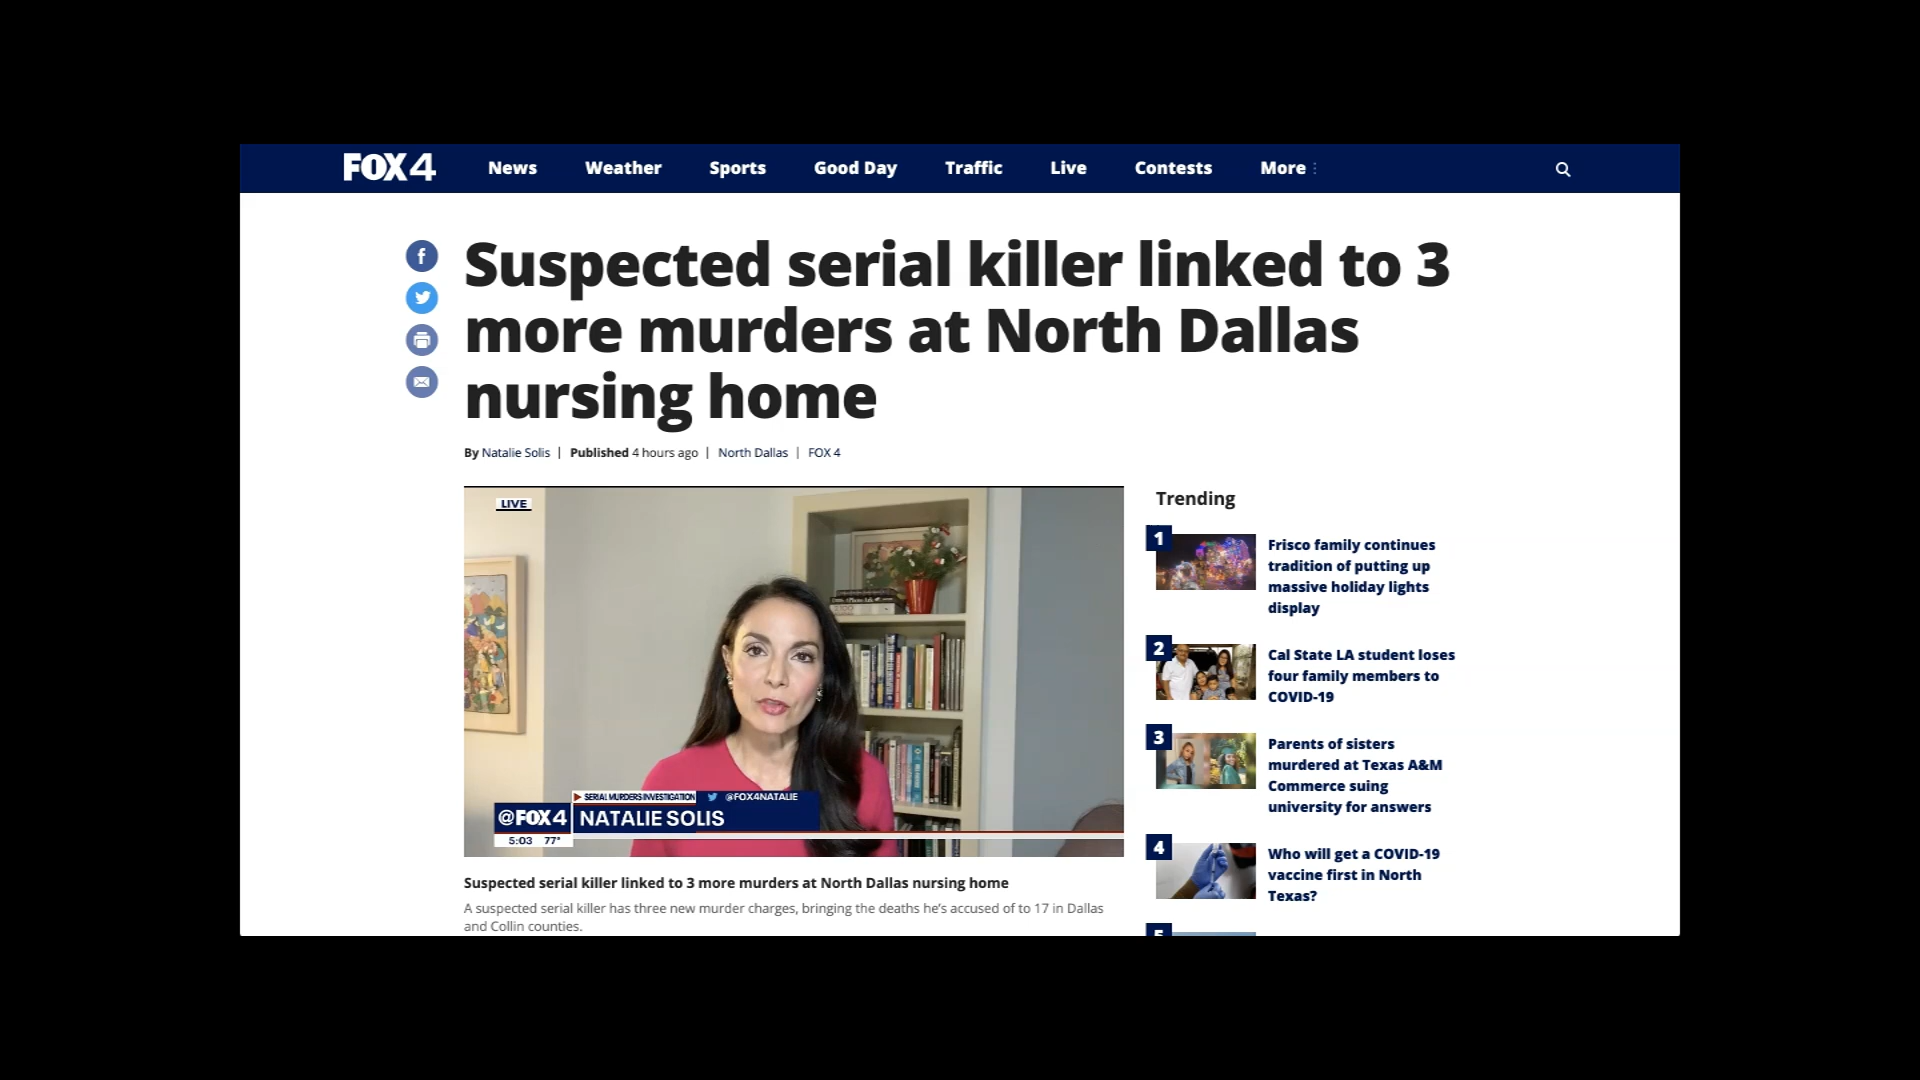 FOX 4
News Weather Sports Good Day Traffic Live Contests More
Suspected serial killer linked to 3
more murders at North Dallas
nursing home
By Natalie Solis | Published 4 hours ago | North Dallas | FOX 4
LIVE
SERIAL MURDERS INVESTIGATION @FOX4NATALIE
@FOX4 NATALIE SOLIS
5:03 77°
Suspected serial killer linked to 3 more murders at North Dallas nursing home
A suspected serial killer has three new murder charges, bringing the deaths he's accused of to 17 in Dallas
and Collin counties.
Trending
1
Frisco family continues
tradition of putting up
massive holiday lights
display
2
Cal State LA student loses
four family members to
COVID-19
3
Parents of sisters
murdered at Texas A&M
Commerce suing
university for answers
4
Who will get a COVID-19
vaccine first in North
Texas?
5